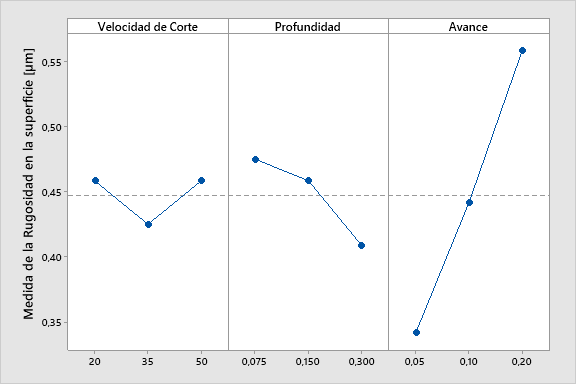 Velocidad de Corte Profundidad Avance
Medida de la Rugosidad en la superficie [µm]
0,55
0,50
0,45
0,40
0,35
20 35 50 0,075 0,150 0,300 0,05 0,10 0,20